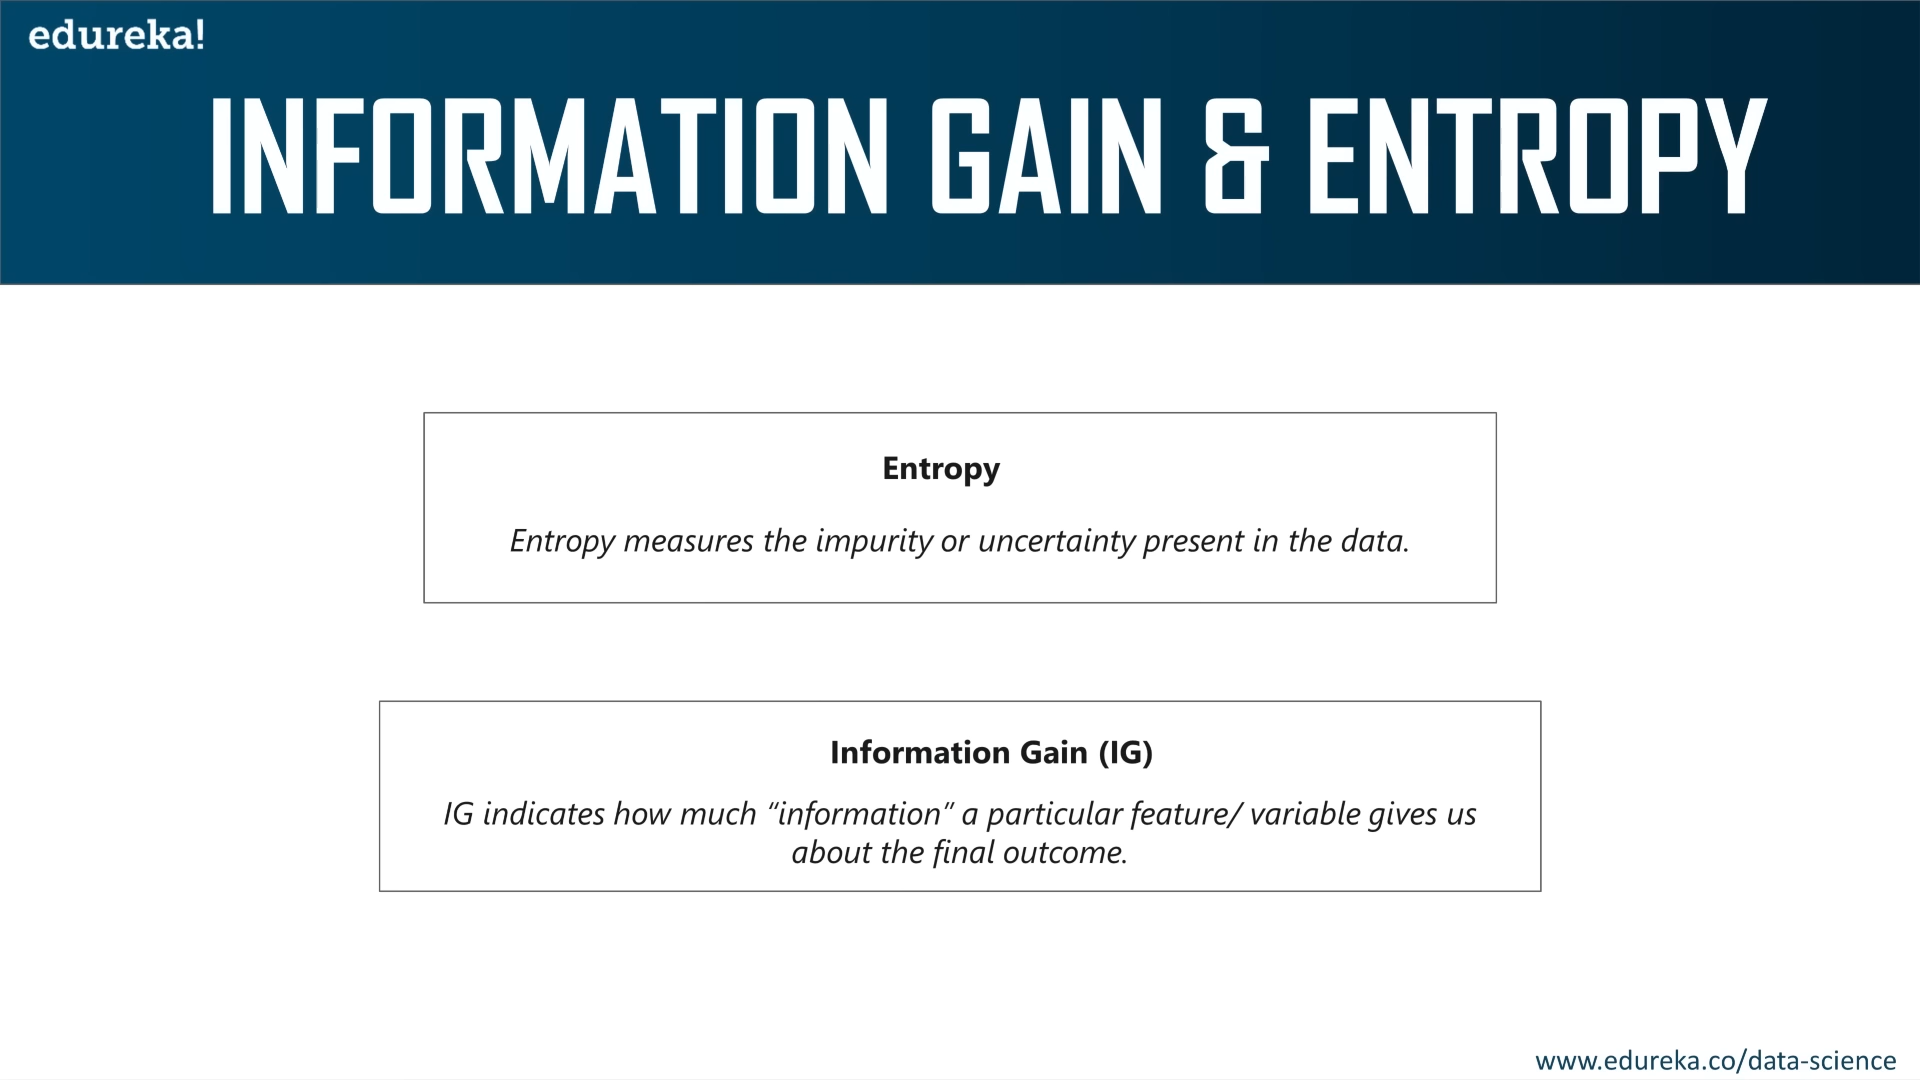 edureka!
INFORMATION GAIN & ENTROPY
Entropy
Entropy measures the impurity or uncertainty present in the data.
Information Gain (IG)
IG indicates how much “information” a particular feature/ variable gives us
about the final outcome.
www.edureka.co/data-science